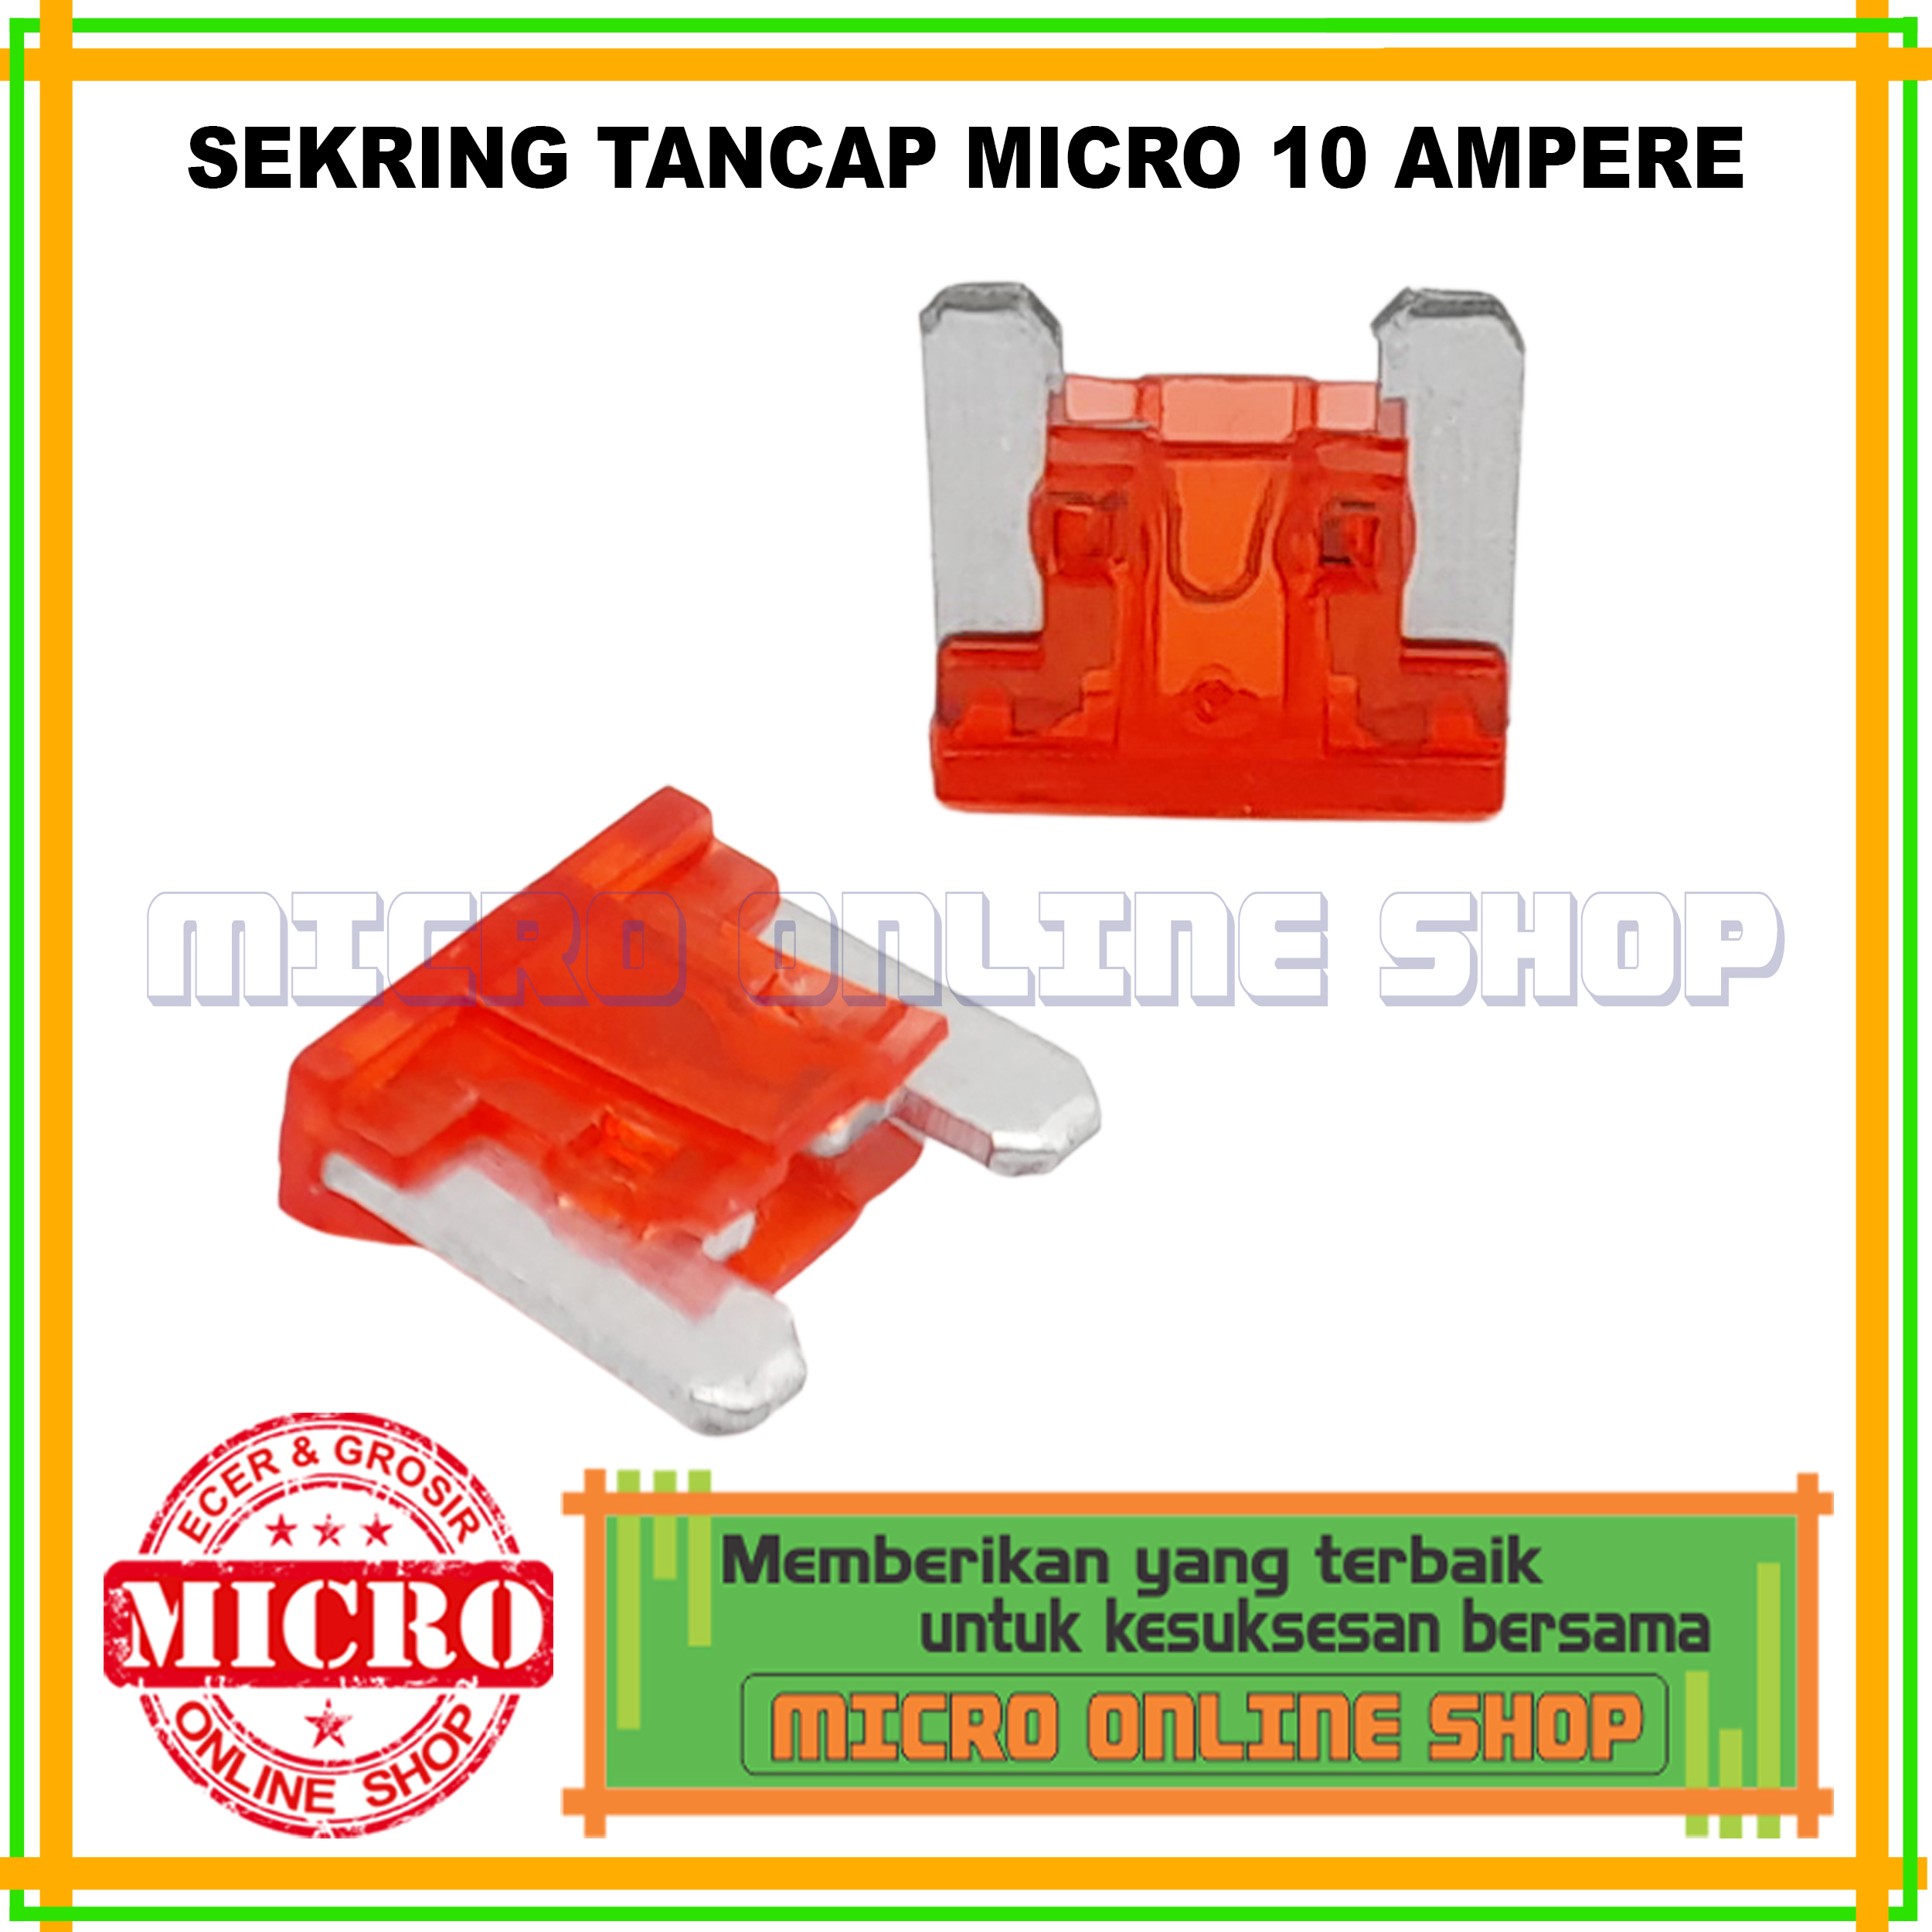 SEKRING TANCAP MICRO 10 AMPERE
MICRO ONLINE SHOP
ECER & GROSIR
MICRO
ONLINE SHOP
Memberikan yang terbaik
untuk kesuksesan bersama
MICRO ONLINE SHOP